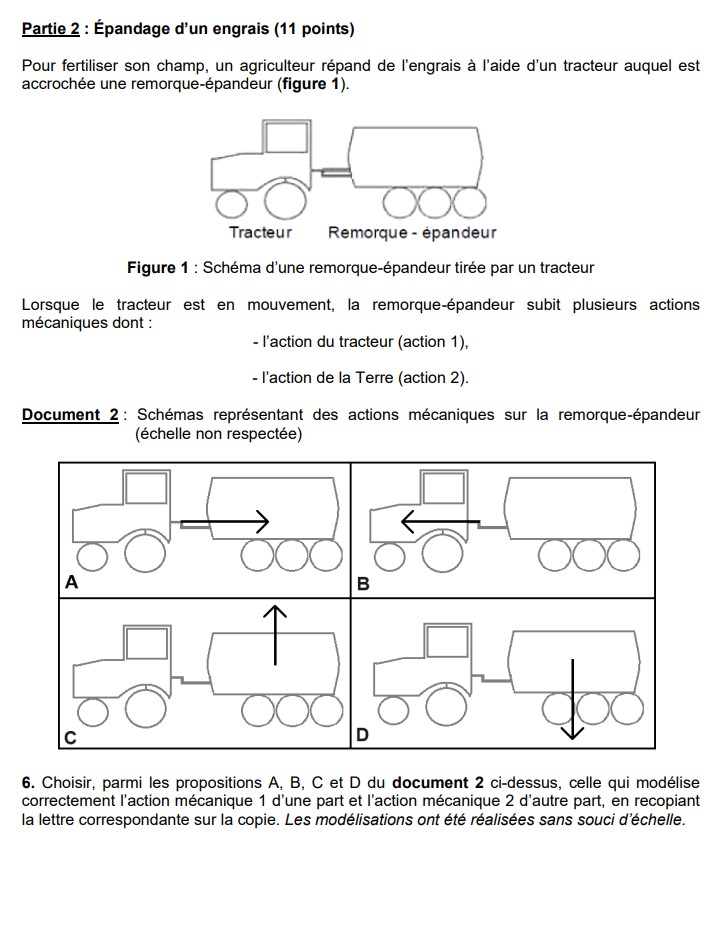 Partie 2 : Épandage d’un engrais (11 points)
Pour fertiliser son champ, un agriculteur répand de l’engrais à l’aide d’un tracteur auquel est
accrochée une remorque-épandeur (figure 1).
Tracteur Remorque - épandeur
Figure 1 : Schéma d’une remorque-épandeur tirée par un tracteur
Lorsque le tracteur est en mouvement, la remorque-épandeur subit plusieurs actions
mécaniques dont :
- l’action du tracteur (action 1),
- l’action de la Terre (action 2).
Document 2 : Schémas représentant des actions mécaniques sur la remorque-épandeur
(échelle non respectée)
A
B
C
D
6. Choisir, parmi les propositions A, B, C et D du document 2 ci-dessus, celle qui modélise
correctement l’action mécanique 1 d’une part et l’action mécanique 2 d’autre part, en recopiant
la lettre correspondante sur la copie. Les modélisations ont été réalisées sans souci d’échelle.